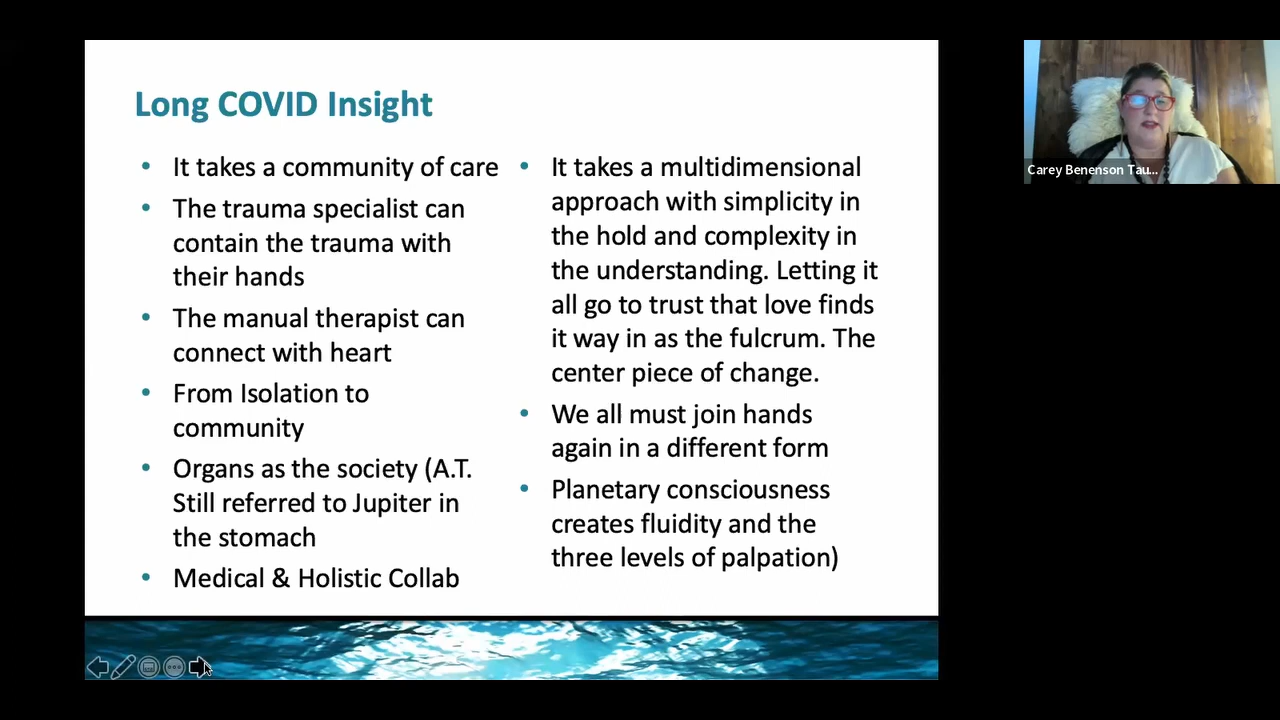 Long COVID Insight
• It takes a community of care
• The trauma specialist can
contain the trauma with
their hands
• The manual therapist can
connect with heart
• From Isolation to
community
• Organs as the society (A.T.
Still referred to Jupiter in
the stomach
• Medical & Holistic Collab
• It takes a multidimensional
approach with simplicity in
the hold and complexity in
the understanding. Letting it
all go to trust that love finds
it way in as the fulcrum. The
center piece of change.
• We all must join hands
again in a different form
• Planetary consciousness
creates fluidity and the
three levels of palpation)
Carey Benenson Tau...